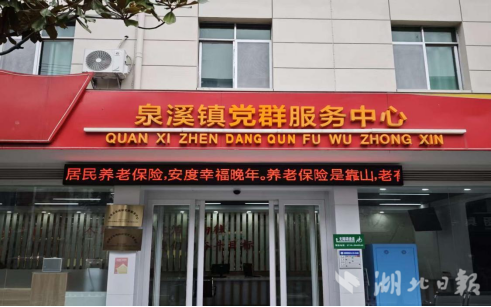 泉溪镇党群服务中心
QUAN XI ZHEN DANG QUN FU WU ZHONG XIN
居民养老保险,安度幸福晚年。养老保险是靠山,老有
湖北日报